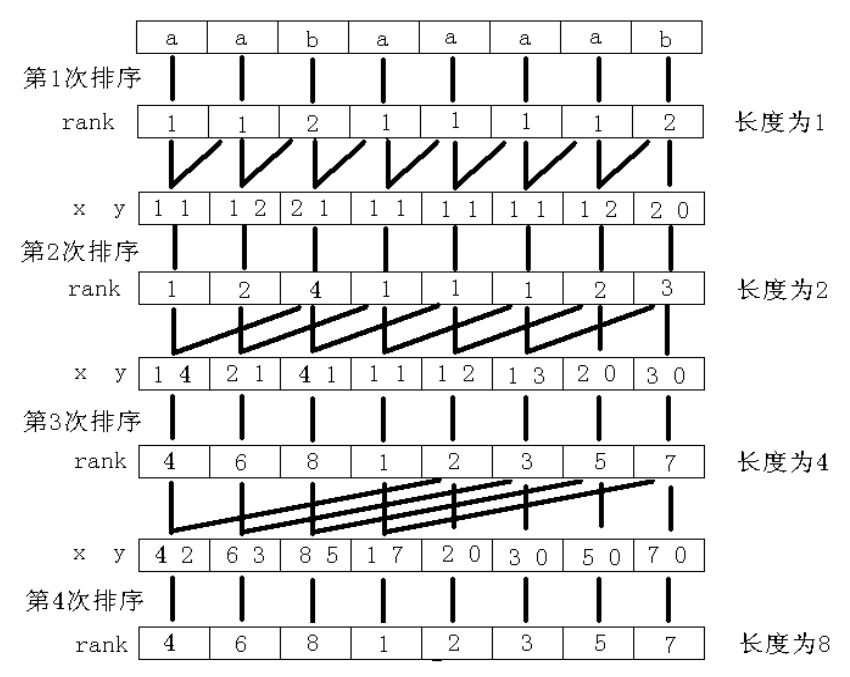 a a b a a a a b
第1次排序
rank 1 1 2 1 1 1 1 2 长度为1
x y 1 1 1 2 2 1 1 1 1 1 1 1 1 2 2 0
第2次排序
rank 1 2 4 1 1 1 2 3 长度为2
x y 1 4 2 1 4 1 1 1 1 2 1 3 2 0 3 0
第3次排序
rank 4 6 8 1 2 3 5 7 长度为4
x y 4 2 6 3 8 5 1 7 2 0 3 0 5 0 7 0
第4次排序
rank 4 6 8 1 2 3 5 7 长度为8